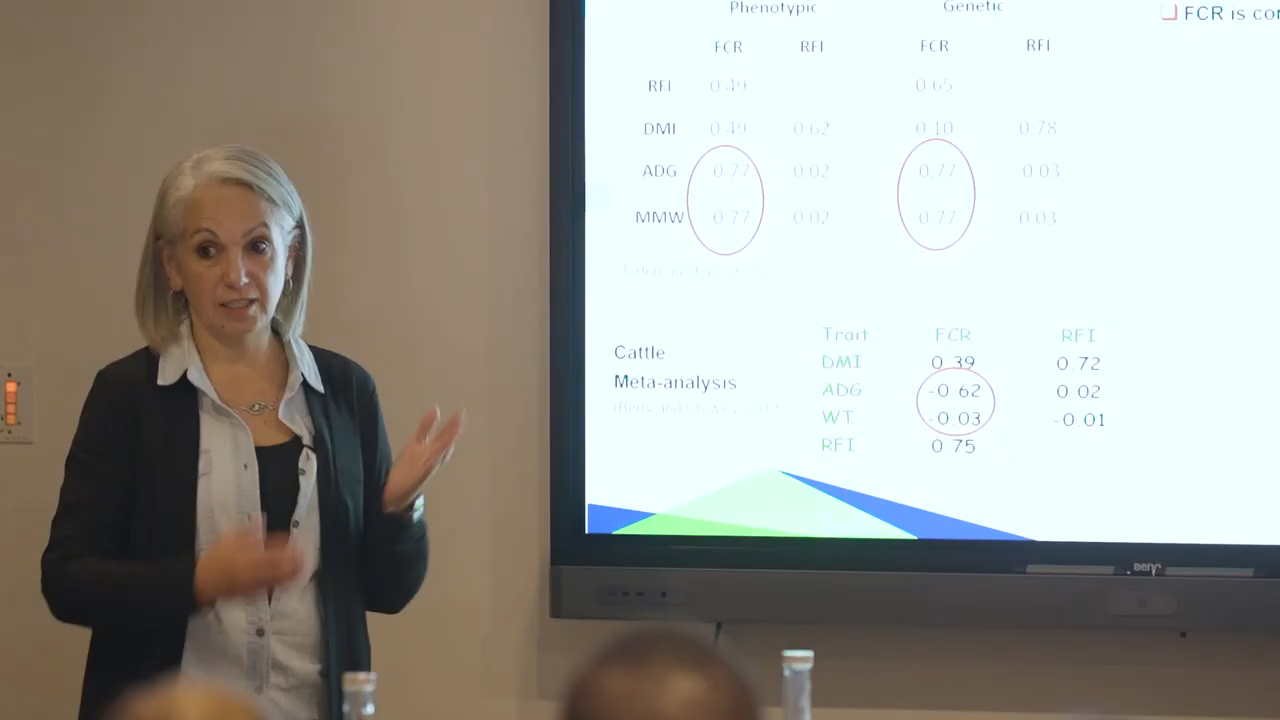 Phenotypic Genetic
FCR is
FCR RFI FCR RFI
RFI 0.49 0.65
DMI 0.49 0.62 0.10 0.78
ADG 0.77 0.02 0.77 0.03
MMW 0.77 0.02 0.77 0.03
Trait FCR RFI
Cattle
DMI 0.39 0.72
Meta-analysis
ADG -0.62 0.02
WT -0.03 -0.01
RFI 0.75
BenQ